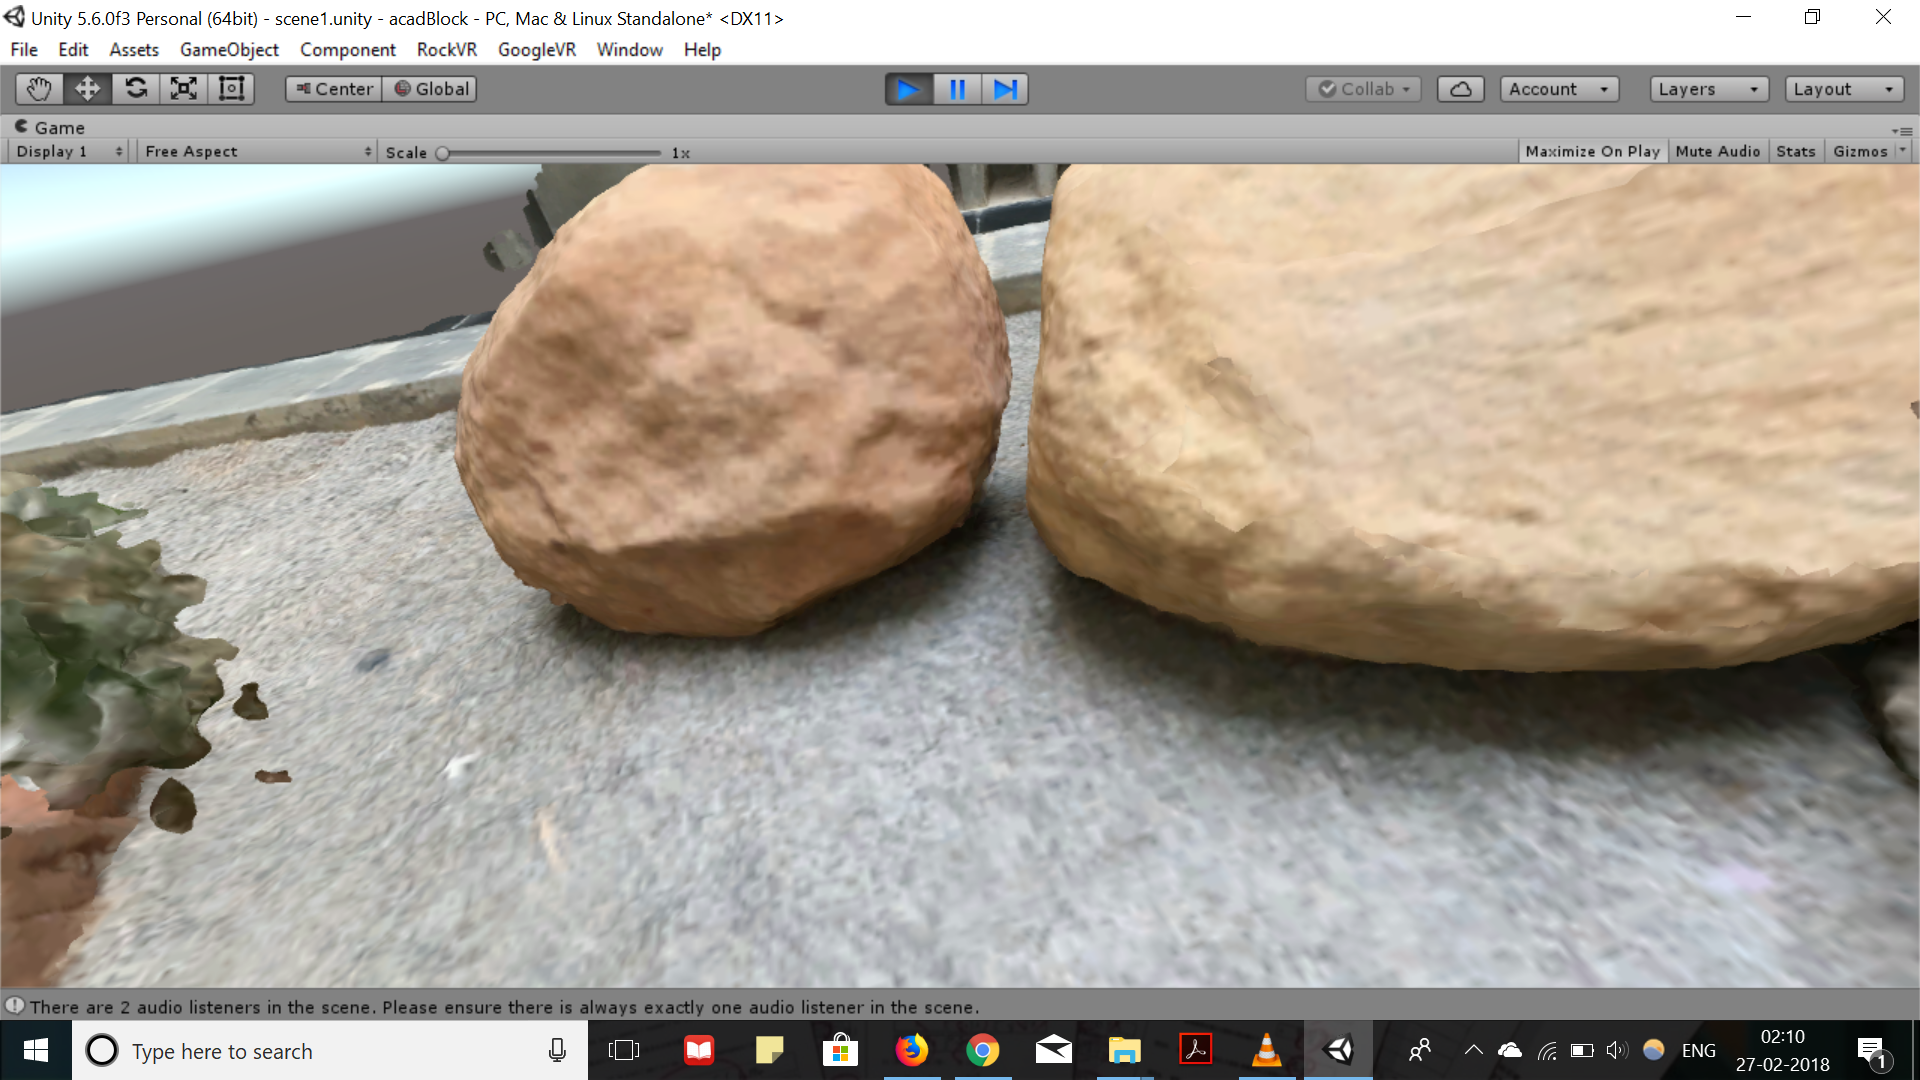 Unity 5.6.0f3 Personal (64bit) - scene1.unity - acadBlock - PC, Mac & Linux Standalone* <DX11>
File Edit Assets GameObject Component RockVR GoogleVR Window Help
Center Global Collab Account Layers Layout
Game
Display 1 Free Aspect Scale 1x Maximize On Play Mute Audio Stats Gizmos
There are 2 audio listeners in the scene. Please ensure there is always exactly one audio listener in the scene.
Type here to search ENG 02:10
27-02-2018 1